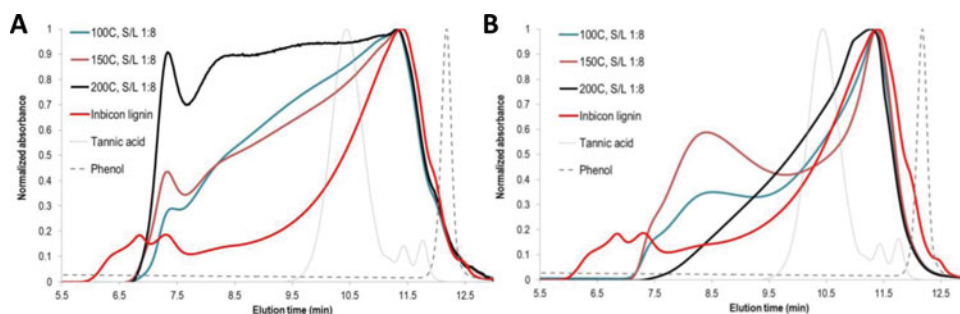 A
1
0.9
0.8
0.7
0.6
0.5
0.4
0.3
0.2
0.1
0
Normalized absorbance
100C, S/L 1:8
150C, S/L 1:8
200C, S/L 1:8
Inbicon lignin
Tannic acid
Phenol
5.5 6.5 7.5 8.5 9.5 10.5 11.5 12.5
Elution time (min)
B
1
0.9
0.8
0.7
0.6
0.5
0.4
0.3
0.2
0.1
0
Normalized absorbance
100C, S/L 1:8
150C, S/L 1:8
200C, S/L 1:8
Inbicon lignin
Tannic acid
Phenol
5.5 6.5 7.5 8.5 9.5 10.5 11.5 12.5
Elution time (min)